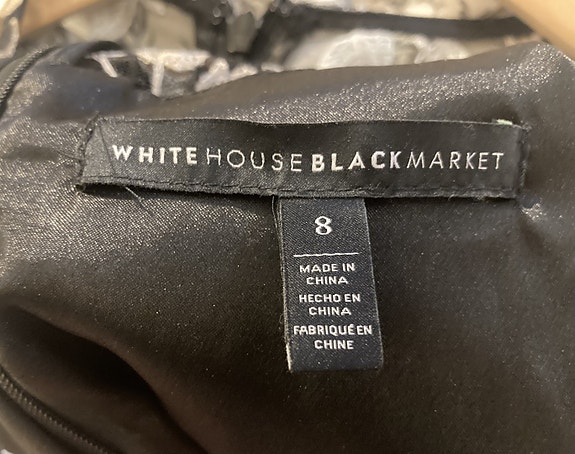 WHITE HOUSE BLACK MARKET
8
MADE IN
CHINA
HECHO EN
CHINA
FABRIQUÉ EN
CHINE